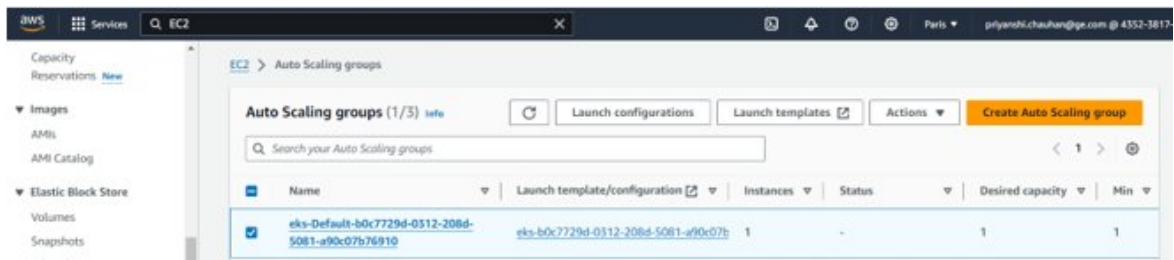 aws Services EC2 Paris ▼ priyanshi.chauhan@ge.com @ 4352-3817-
Capacity
Reservations New
▼ Images
AMIs
AMI Catalog
▼ Elastic Block Store
Volumes
Snapshots
EC2 > Auto Scaling groups
Auto Scaling groups (1/3) Info Launch configurations Launch templates Actions ▼ Create Auto Scaling group
Search your Auto Scaling groups
< 1 >
Name Launch template/configuration Instances Status Desired capacity Min
eks-Default-b0c7729d-0312-208d- eks-b0c7729d-0312-208d-5081-a90c07b 1 - 1 1
5081-a90c07b76910